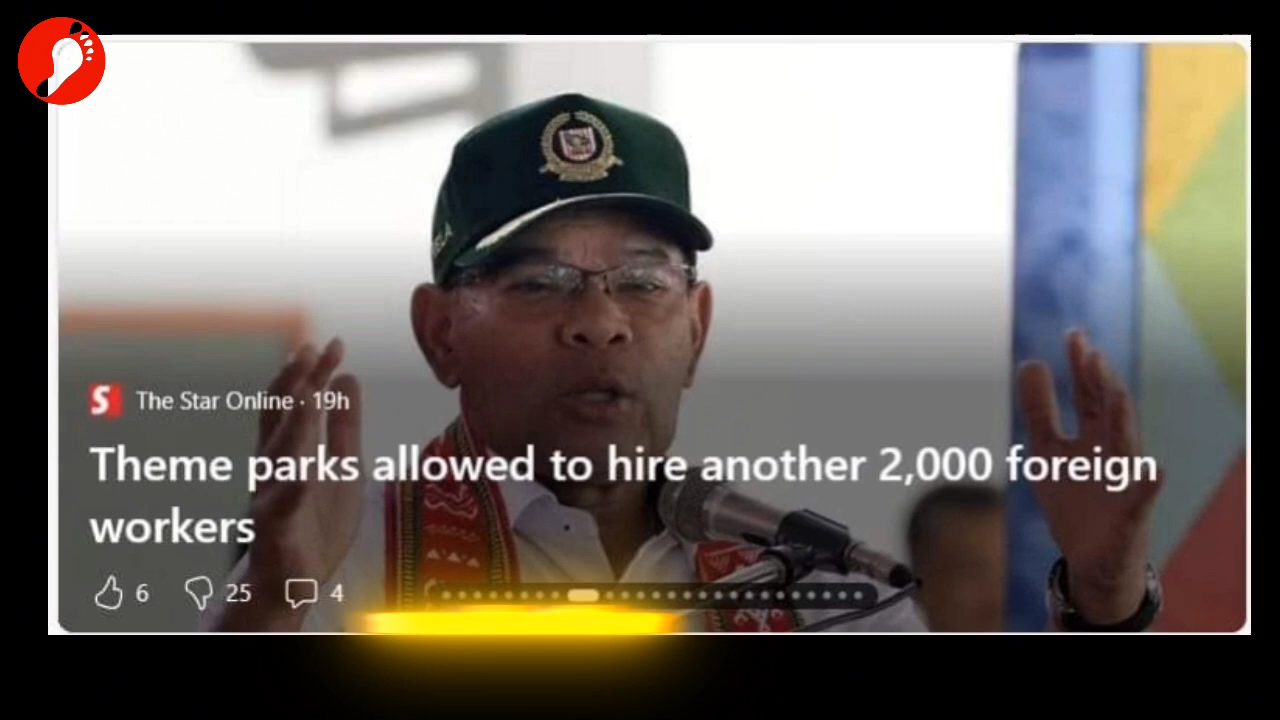 The Star Online · 19h
Theme parks allowed to hire another 2,000 foreign
workers
6 25 4